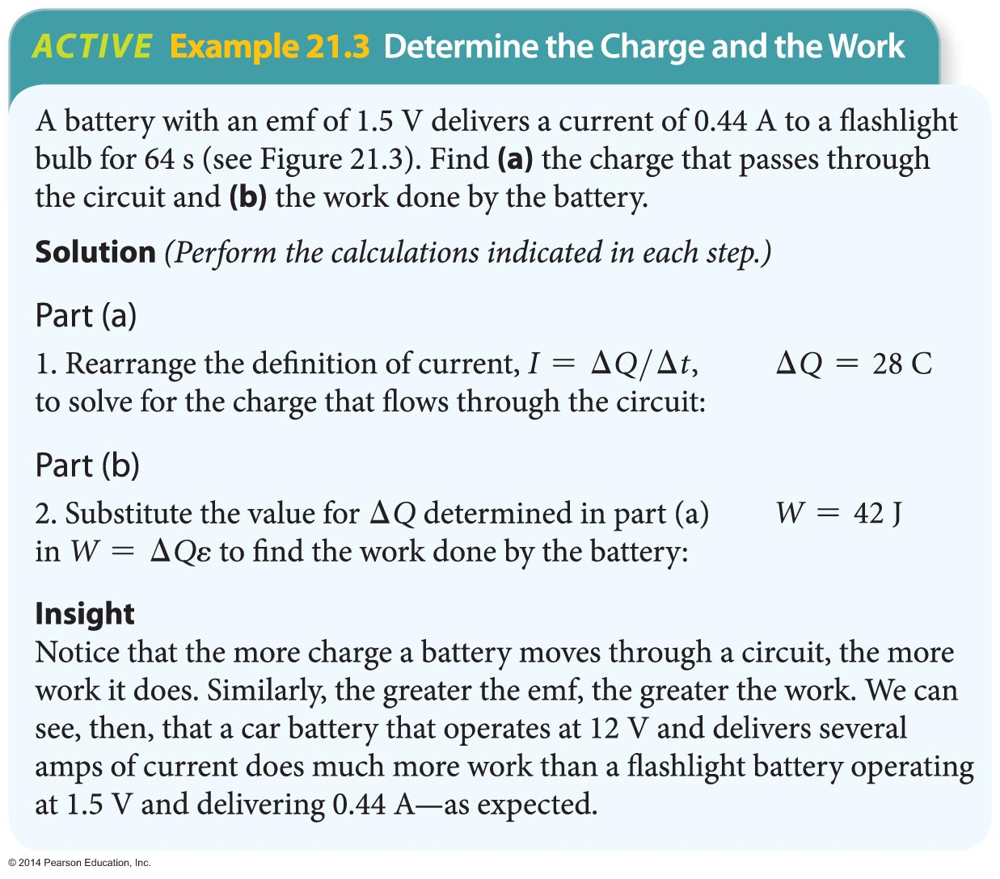 ACTIVE Example 21.3 Determine the Charge and the Work
A battery with an emf of 1.5 V delivers a current of 0.44 A to a flashlight
bulb for 64 s (see Figure 21.3). Find (a) the charge that passes through
the circuit and (b) the work done by the battery.
Solution (Perform the calculations indicated in each step.)
Part (a)
1. Rearrange the definition of current, I = ΔQ/Δt, ΔQ = 28 C
to solve for the charge that flows through the circuit:
Part (b)
2. Substitute the value for ΔQ determined in part (a) W = 42 J
in W = ΔQε to find the work done by the battery:
Insight
Notice that the more charge a battery moves through a circuit, the more
work it does. Similarly, the greater the emf, the greater the work. We can
see, then, that a car battery that operates at 12 V and delivers several
amps of current does much more work than a flashlight battery operating
at 1.5 V and delivering 0.44 A—as expected.
© 2014 Pearson Education, Inc.